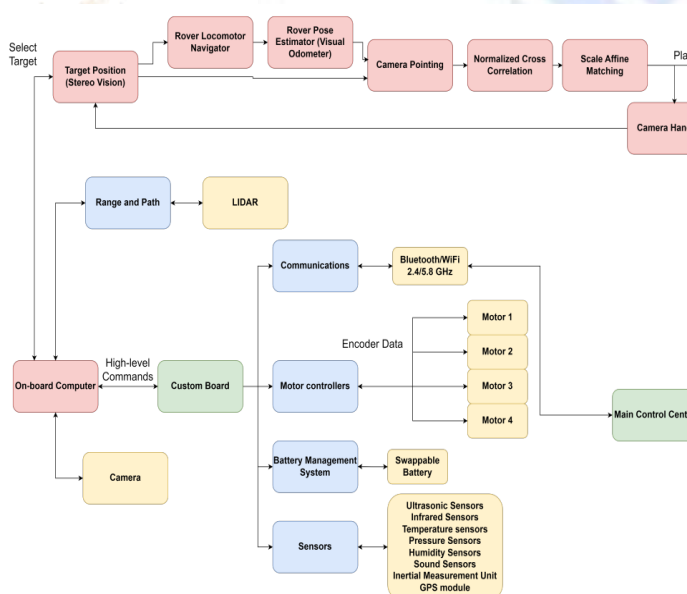 Select
Target
Target Position
(Stereo Vision)
Rover Locomotor
Navigator
Rover Pose
Estimator (Visual
Odometer)
Camera Pointing
Normalized Cross
Correlation
Scale Affine
Matching
Pla
Camera Han
Range and Path
LIDAR
Communications
Bluetooth/WiFi
2.4/5.8 GHz
Encoder Data
Motor 1
Motor 2
Motor 3
Motor 4
On-board Computer
High-level
Commands
Custom Board
Motor controllers
Main Control Cent
Camera
Battery Management
System
Swappable
Battery
Sensors
Ultrasonic Sensors
Infrared Sensors
Temperature sensors
Pressure Sensors
Humidity Sensors
Sound Sensors
Inertial Measurement Unit
GPS module